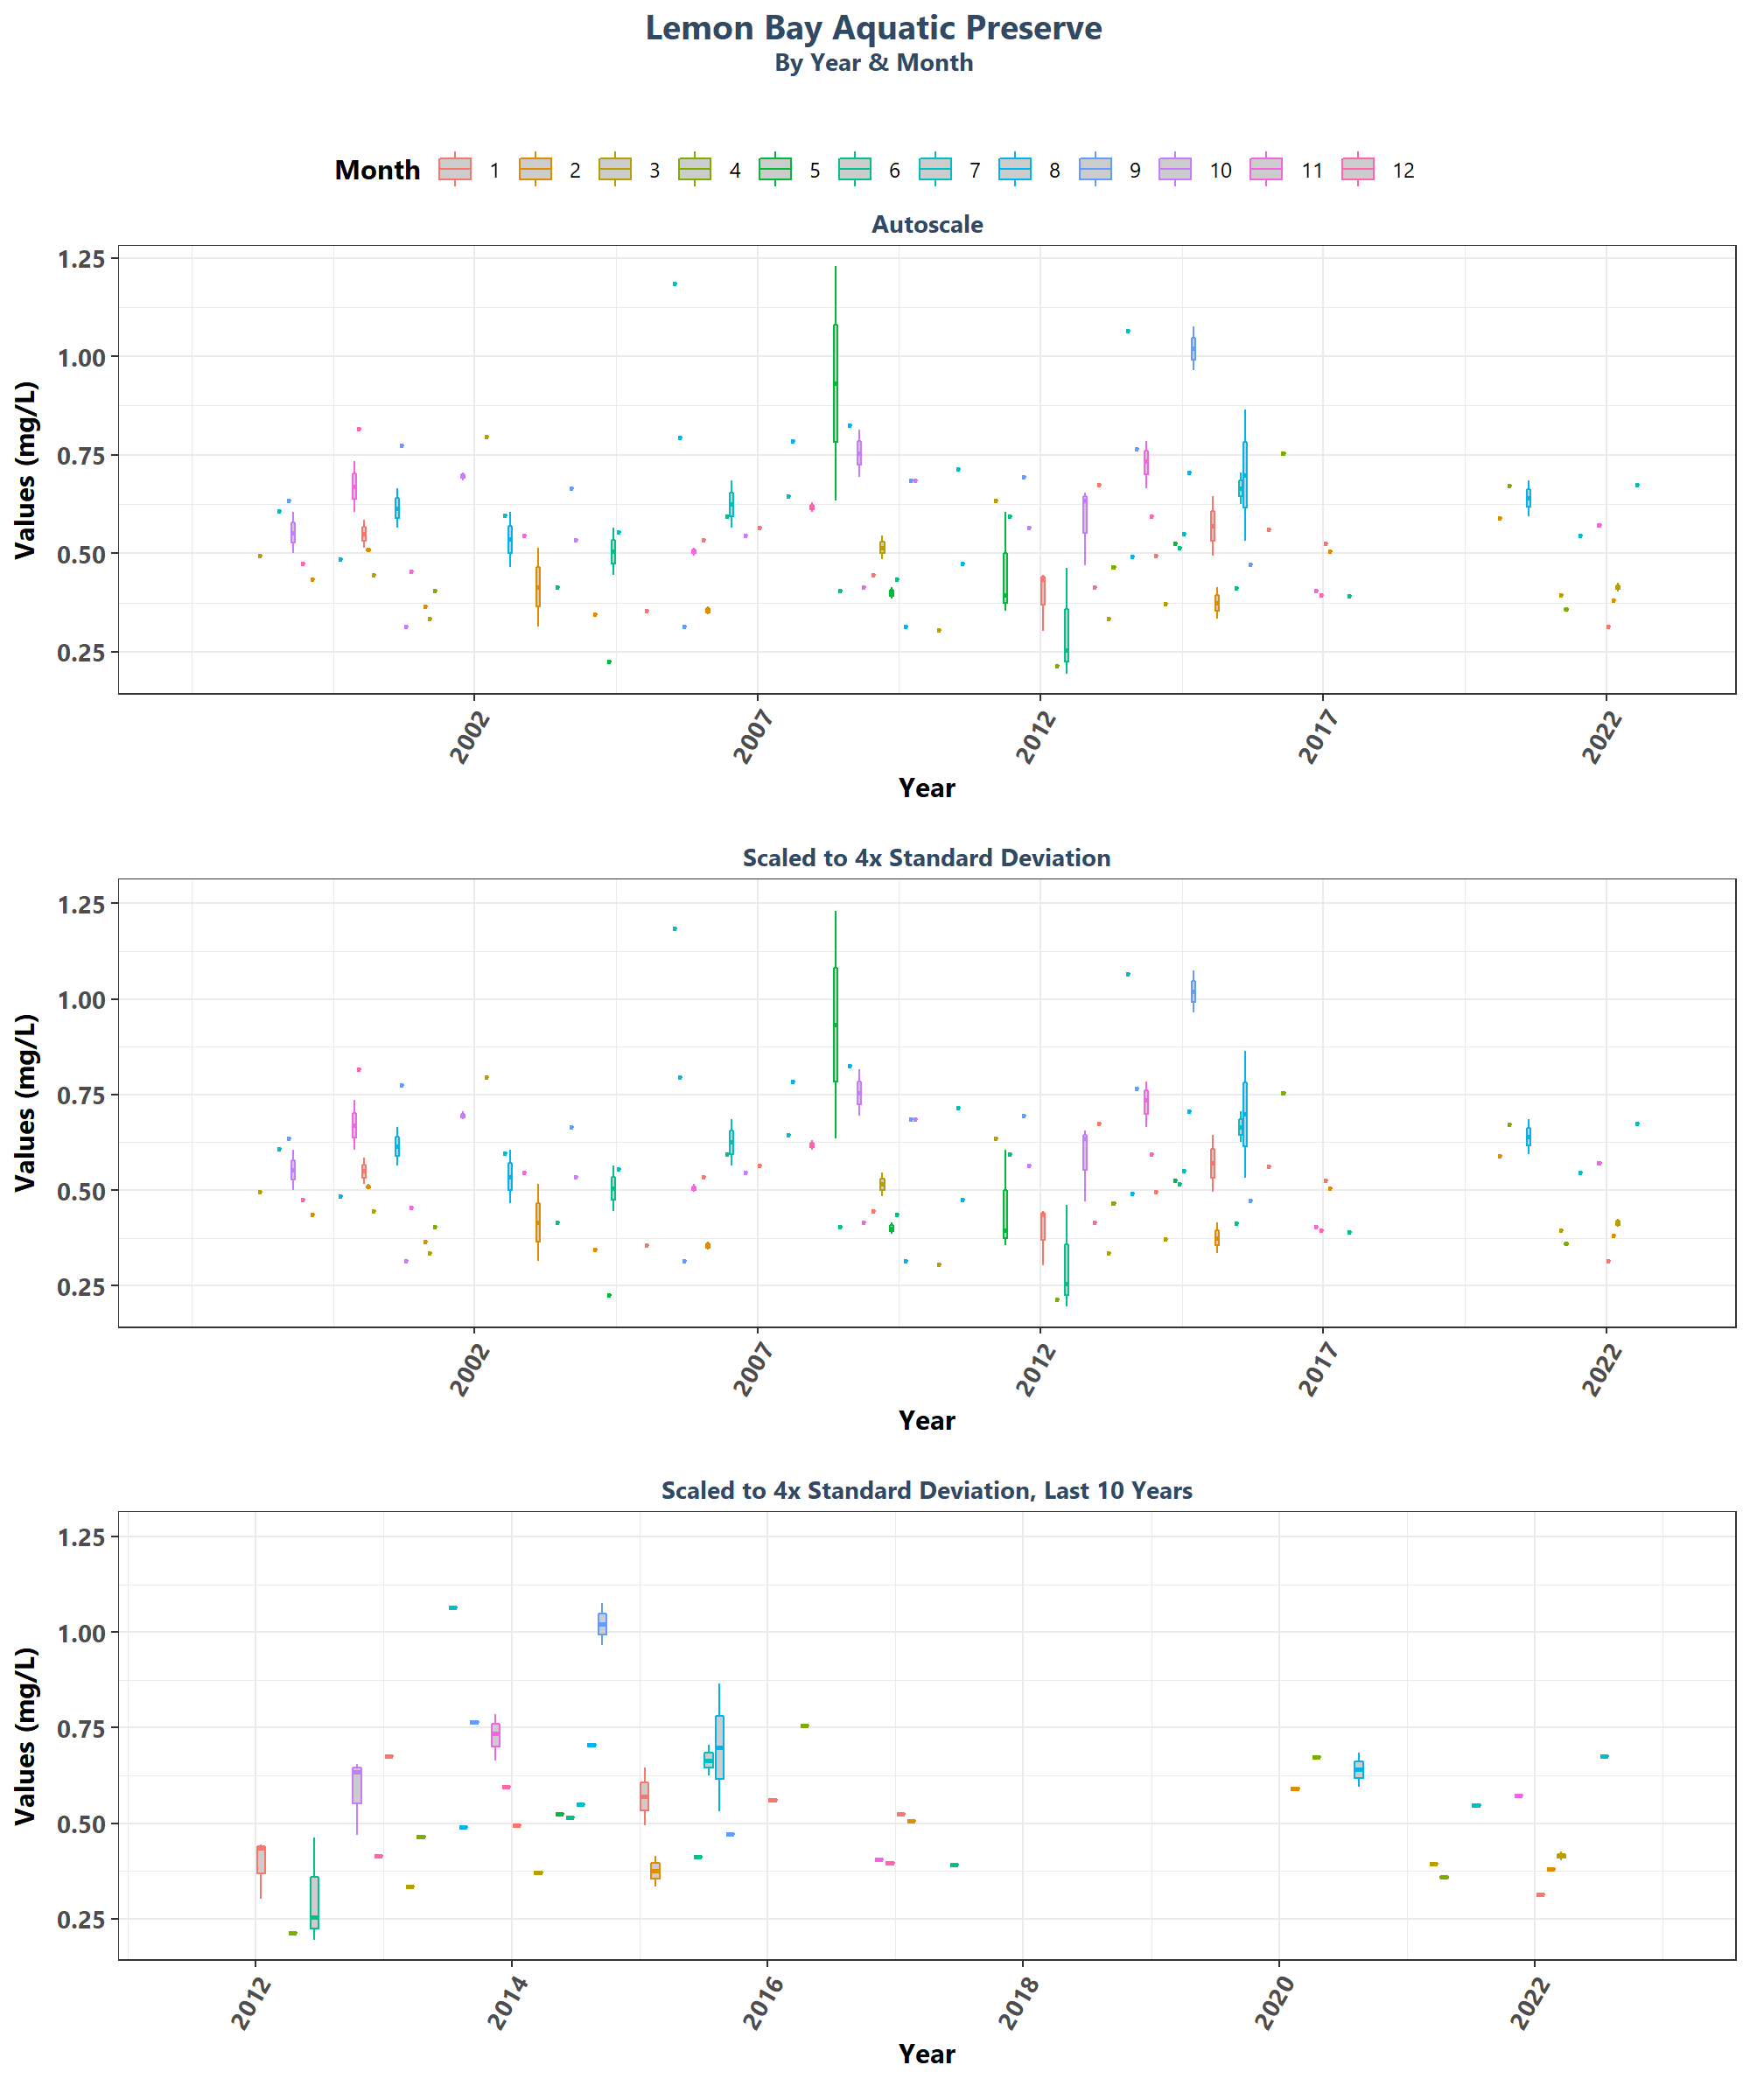 Lemon Bay Aquatic Preserve
By Year & Month
Month 1 2 3 4 5 6 7 8 9 10 11 12
Autoscale
Values (mg/L)
1.25
1.00
0.75
0.50
0.25
2002 2007 2012 2017 2022
Year
Scaled to 4x Standard Deviation
Values (mg/L)
1.25
1.00
0.75
0.50
0.25
2002 2007 2012 2017 2022
Year
Scaled to 4x Standard Deviation, Last 10 Years
Values (mg/L)
1.25
1.00
0.75
0.50
0.25
2012 2014 2016 2018 2020 2022
Year